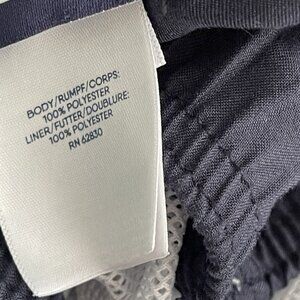 BODY/RUMPF/CORPS:
100% POLYESTER
LINER/FUTTER/DOUBLURE:
100% POLYESTER
RN 62830